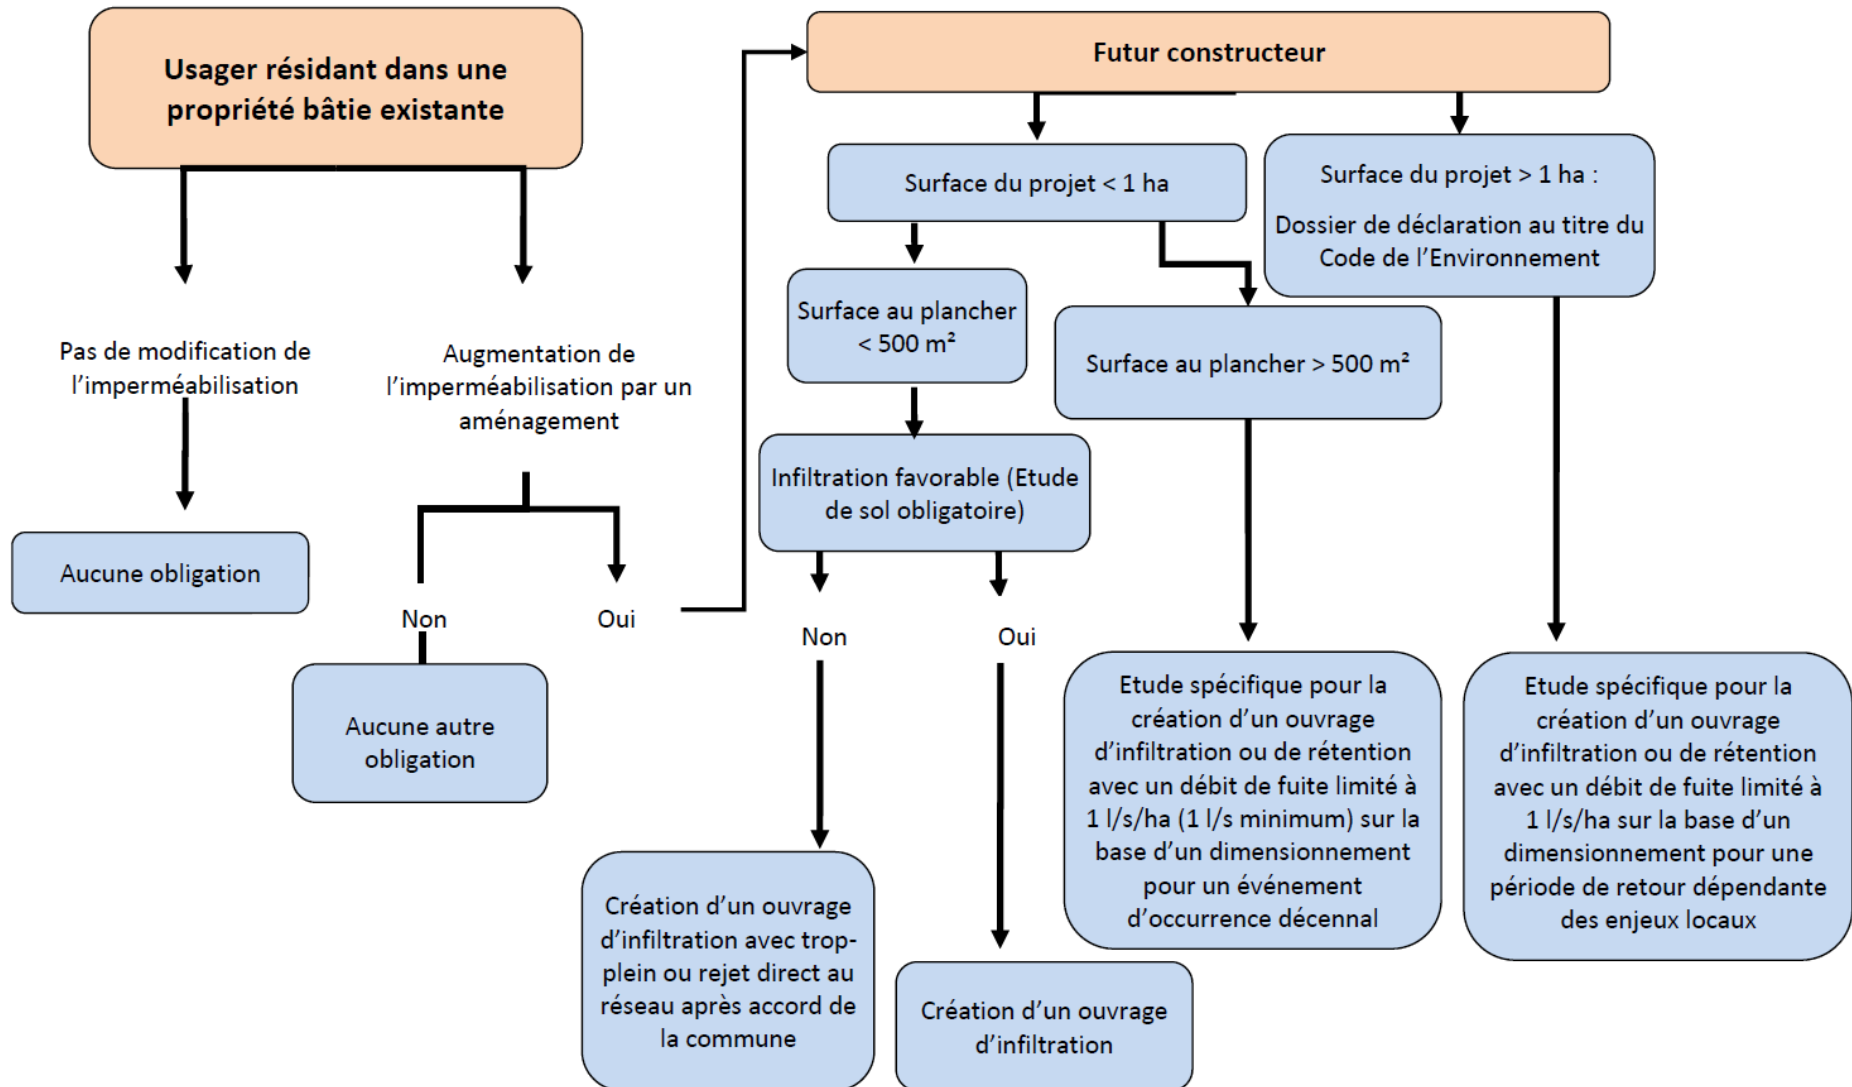 Usager résidant dans une
propriété bâtie existante
Pas de modification de
l’imperméabilisation
Aucune obligation
Augmentation de
l’imperméabilisation par un
aménagement
Non
Oui
Aucune autre
obligation
Futur constructeur
Surface du projet < 1 ha
Surface du projet > 1 ha :
Dossier de déclaration au titre du
Code de l’Environnement
Surface au plancher
< 500 m²
Surface au plancher > 500 m²
Infiltration favorable (Etude
de sol obligatoire)
Non
Oui
Création d’un ouvrage
d’infiltration avec trop-
plein ou rejet direct au
réseau après accord de
la commune
Création d’un ouvrage
d’infiltration
Etude spécifique pour la
création d’un ouvrage
d’infiltration ou de rétention
avec un débit de fuite limité à
1 l/s/ha (1 l/s minimum) sur la
base d’un dimensionnement
pour un événement
d’occurrence décennal
Etude spécifique pour la
création d’un ouvrage
d’infiltration ou de rétention
avec un débit de fuite limité à
1 l/s/ha sur la base d’un
dimensionnement pour une
période de retour dépendante
des enjeux locaux